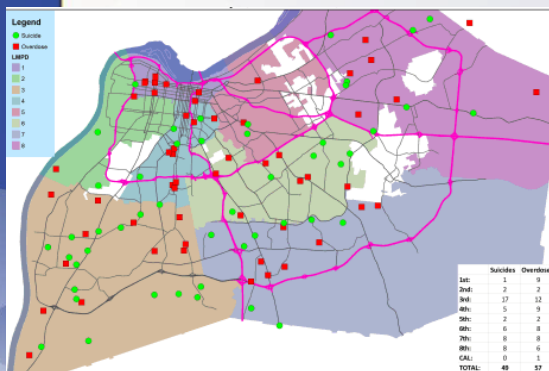 Legend
Suicide
Overdose
LMPD
1
2
3
4
5
6
7
8
Suicides Overdose
1st: 1 9
2nd: 2 2
3rd: 17 12
4th: 5 9
5th: 2 2
6th: 6 8
7th: 8 8
8th: 8 6
CAL: 0 1
TOTAL: 49 57